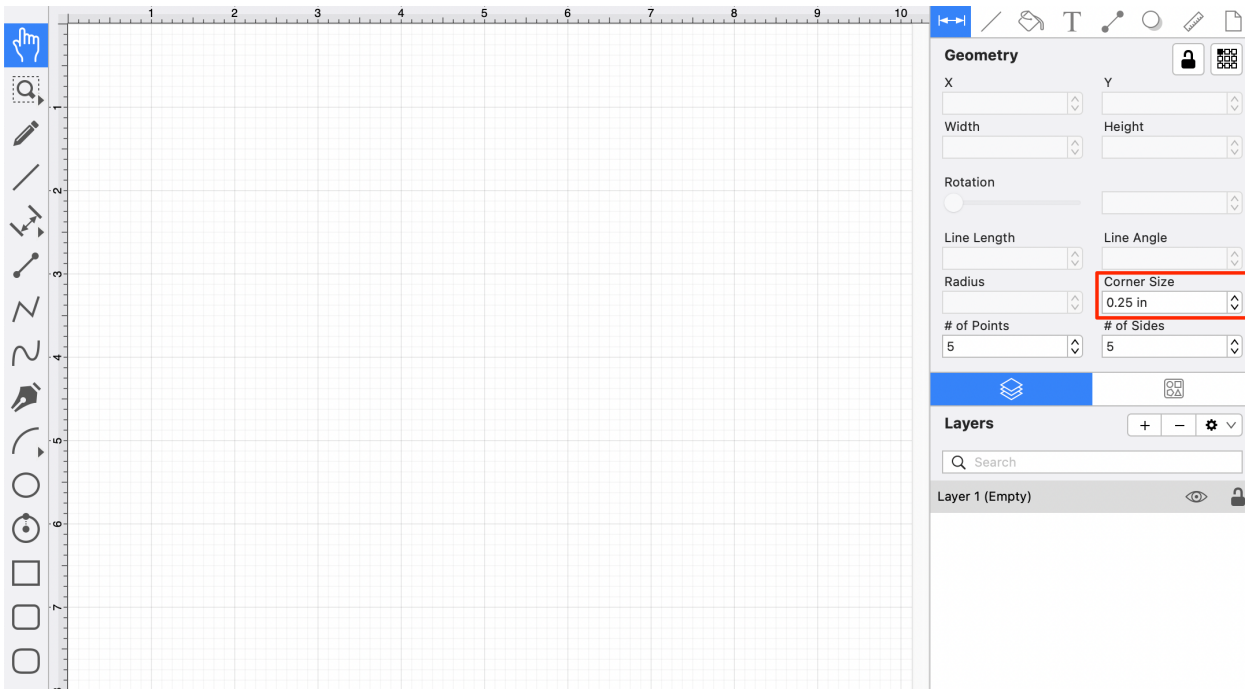 1 2 3 4 5 6 7 8 9 10
T
Geometry
X Y
Width Height
1
Rotation
2
Line Length Line Angle
3
Radius Corner Size
0.25 in
# of Points # of Sides
5 5
4
Layers + −
5
Search
Layer 1 (Empty)
6
7